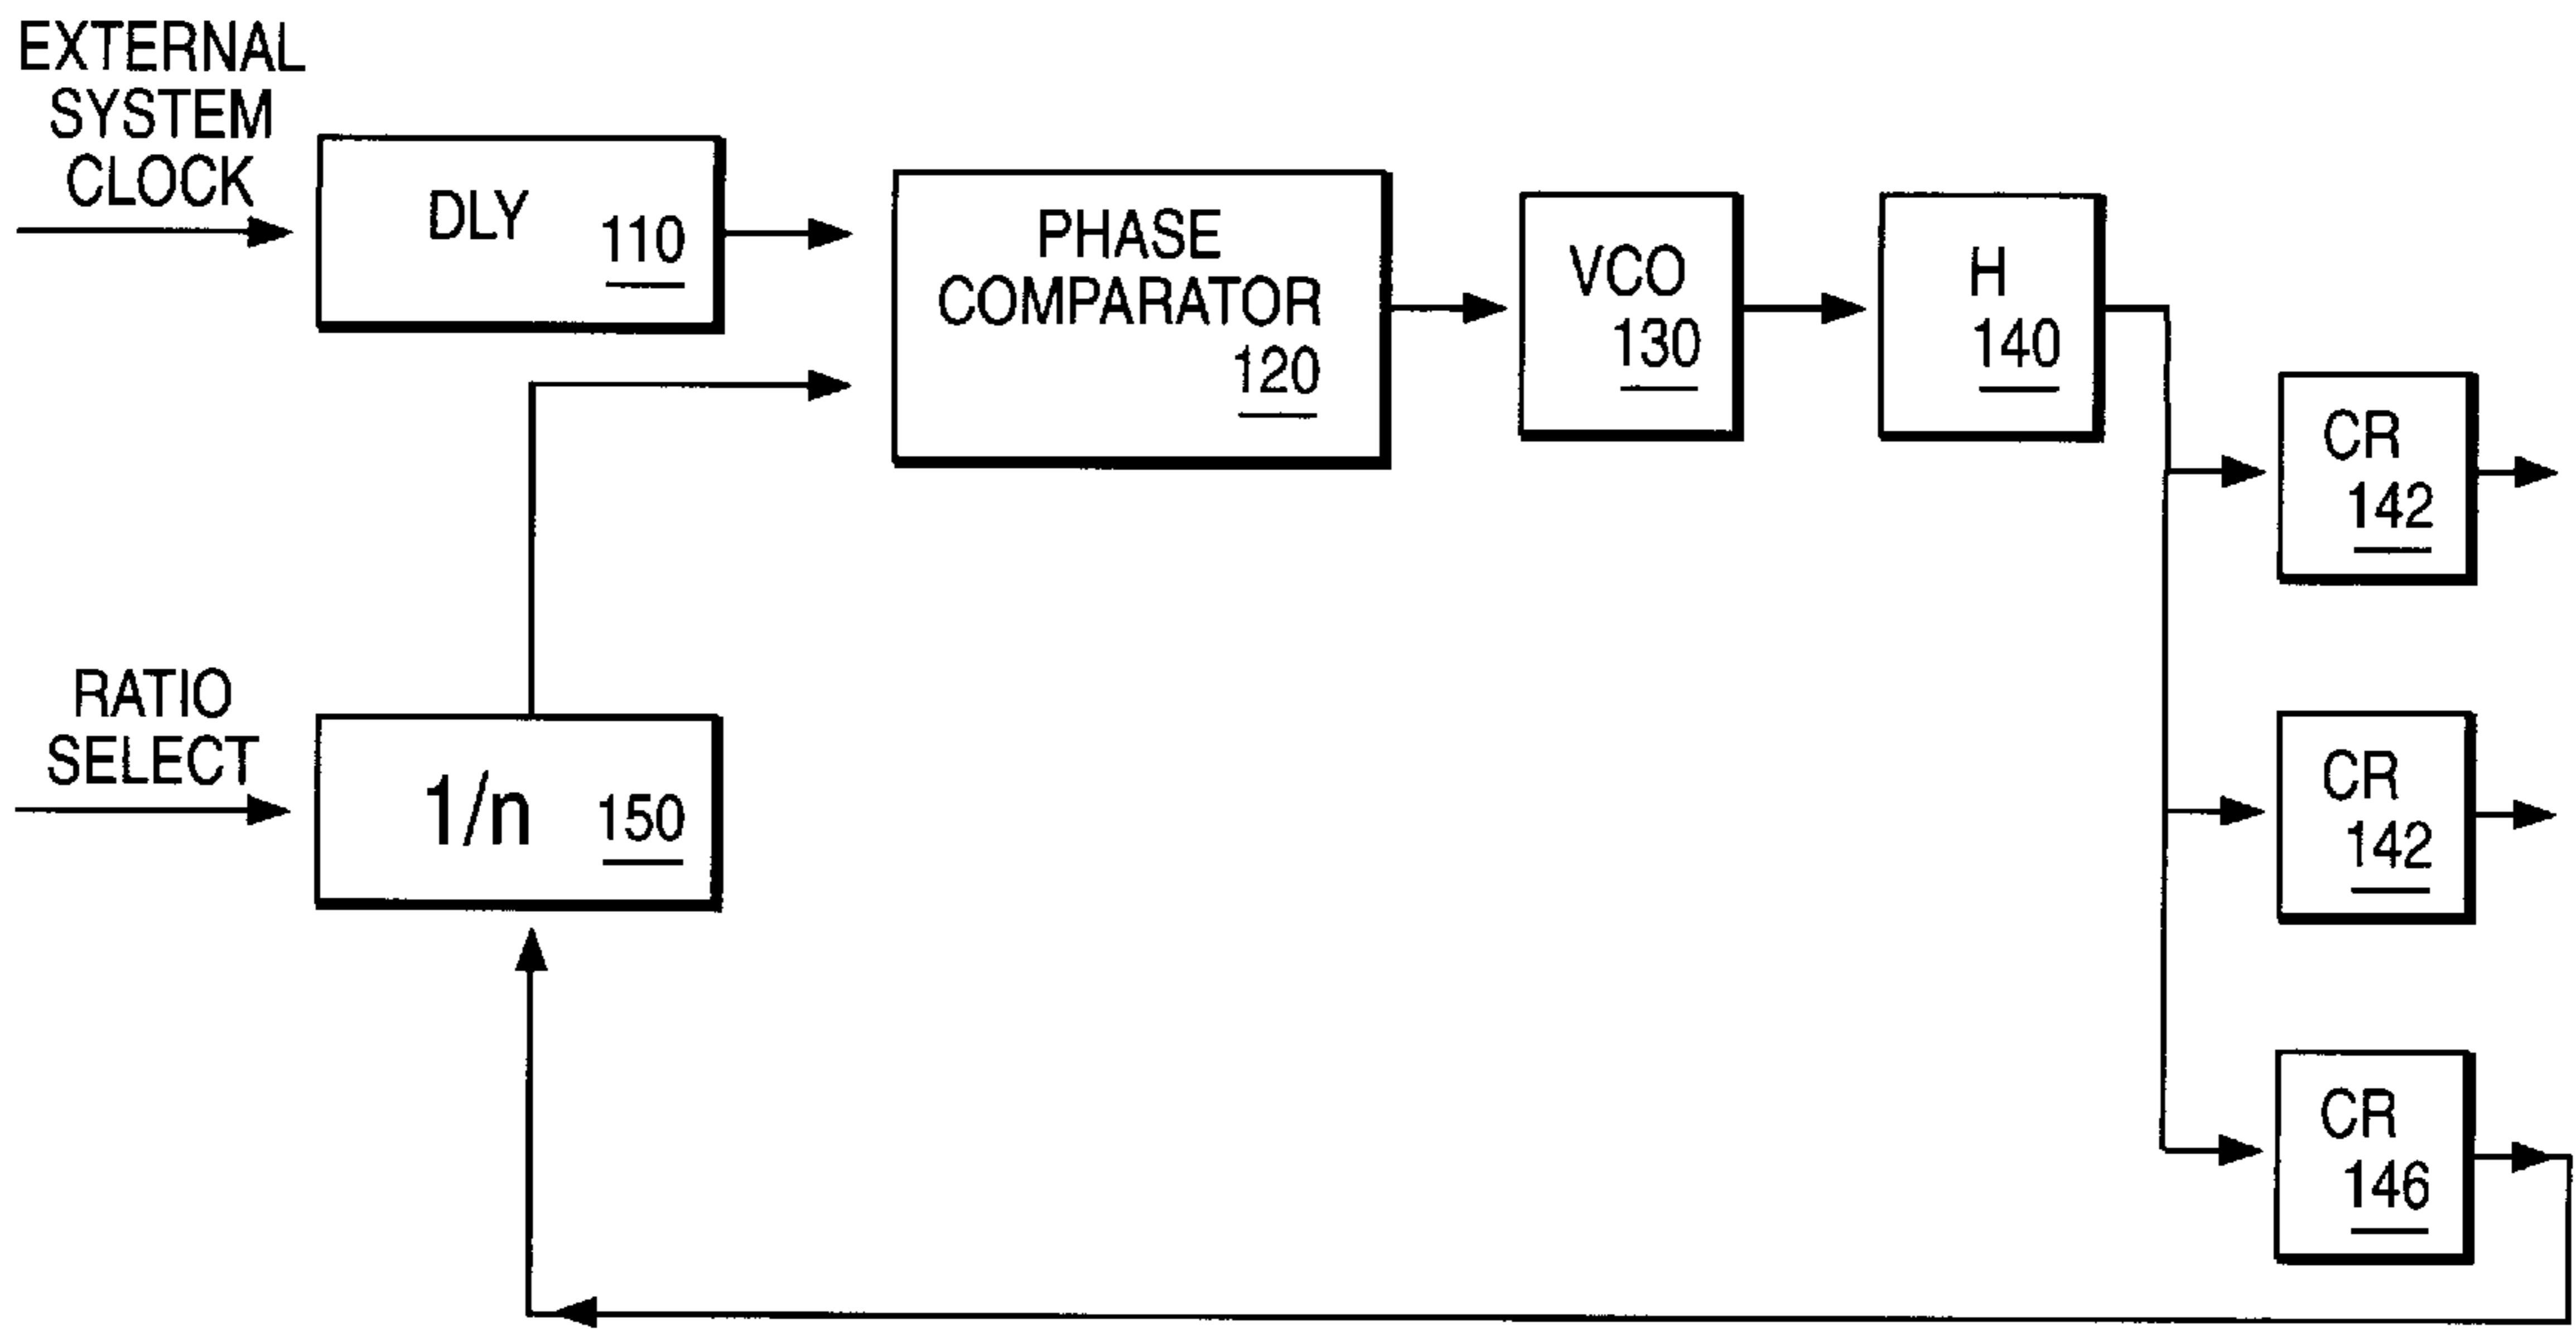 EXTERNAL
SYSTEM
CLOCK
DLY
110
PHASE
COMPARATOR
120
VCO
130
H
140
CR
142
RATIO
SELECT
1/n
150
CR
142
CR
146